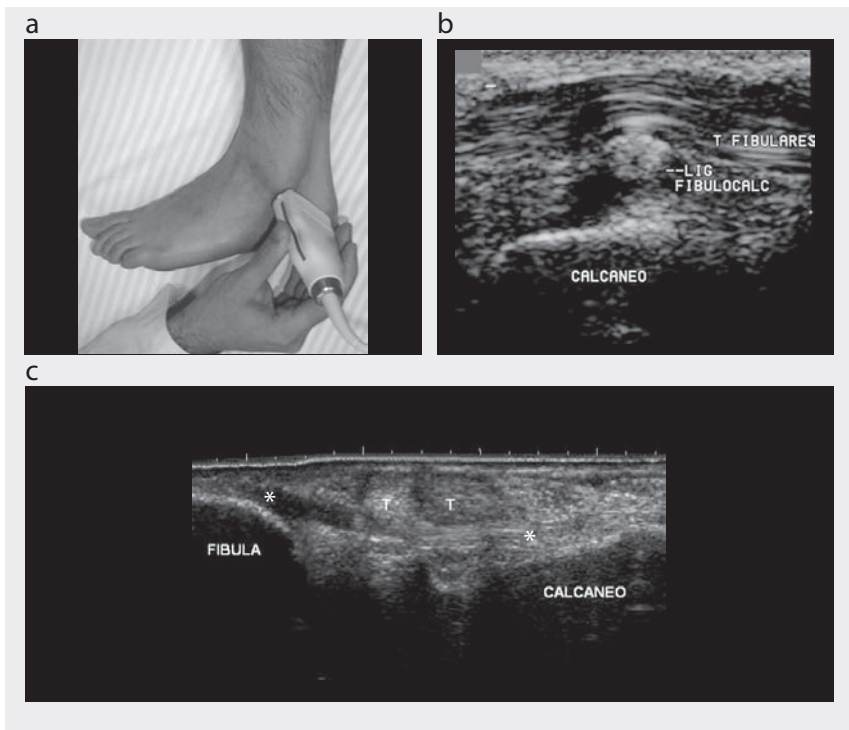 a
b
T FIBULARES
--LIG
FIBULOCALC
CALCANEO
c
*
T
T
*
FIBULA
CALCANEO